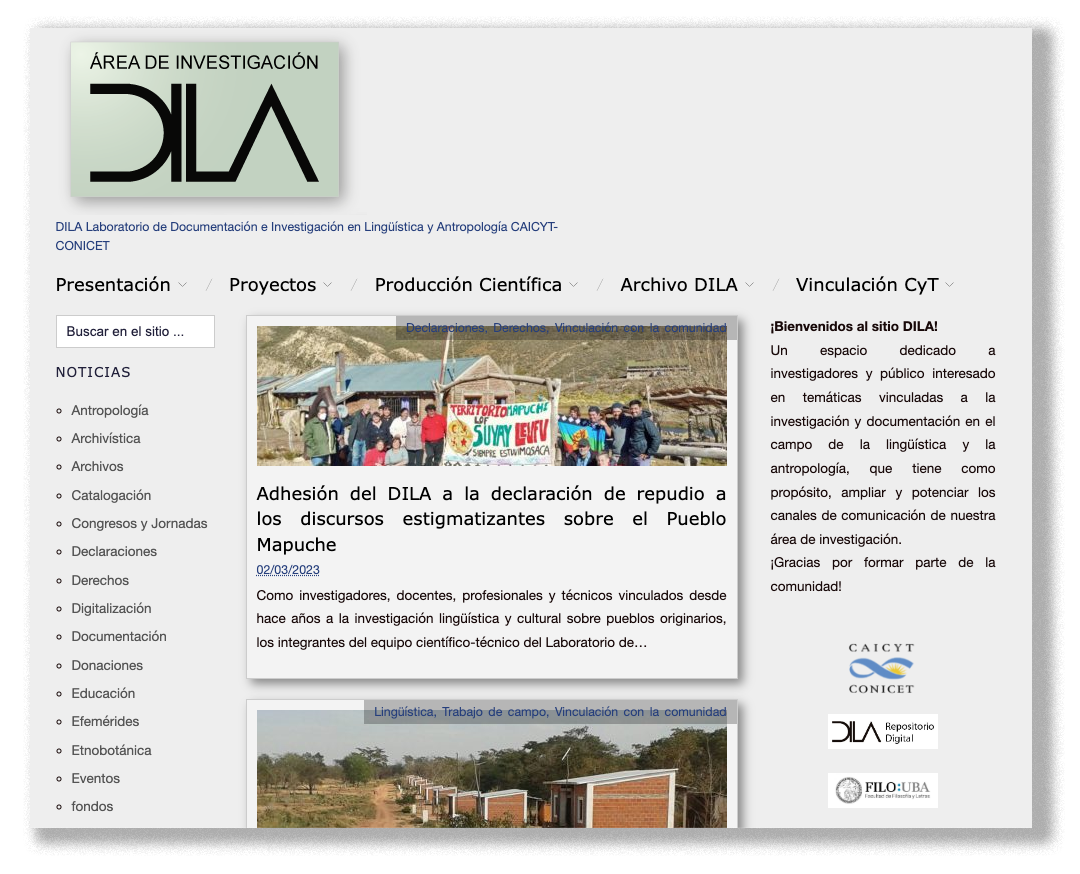 ÁREA DE INVESTIGACIÓN
DILA
DILA Laboratorio de Documentación e Investigación en Lingüística y Antropología CAICYT-
CONICET
Presentación / Proyectos / Producción Científica / Archivo DILA / Vinculación CyT
Buscar en el sitio ...
NOTICIAS
Antropología
Archivística
Archivos
Catalogación
Congresos y Jornadas
Declaraciones
Derechos
Digitalización
Documentación
Donaciones
Educación
Efemérides
Etnobotánica
Eventos
fondos
Declaraciones, Derechos, Vinculación con la comunidad
TERRITORIO MAPUCHE
LOF
SUYAY LEUFU
SIEMPRE ESTUVIMOS ACA
Adhesión del DILA a la declaración de repudio a
los discursos estigmatizantes sobre el Pueblo
Mapuche
02/03/2023
Como investigadores, docentes, profesionales y técnicos vinculados desde
hace años a la investigación lingüística y cultural sobre pueblos originarios,
los integrantes del equipo científico-técnico del Laboratorio de…
Lingüística, Trabajo de campo, Vinculación con la comunidad
¡Bienvenidos al sitio DILA!
Un espacio dedicado a
investigadores y público interesado
en temáticas vinculadas a la
investigación y documentación en el
campo de la lingüística y la
antropología, que tiene como
propósito, ampliar y potenciar los
canales de comunicación de nuestra
área de investigación.
¡Gracias por formar parte de la
comunidad!
CAICYT
CONICET
DILA Repositorio
Digital
FILO:UBA
Facultad de Filosofía y Letras